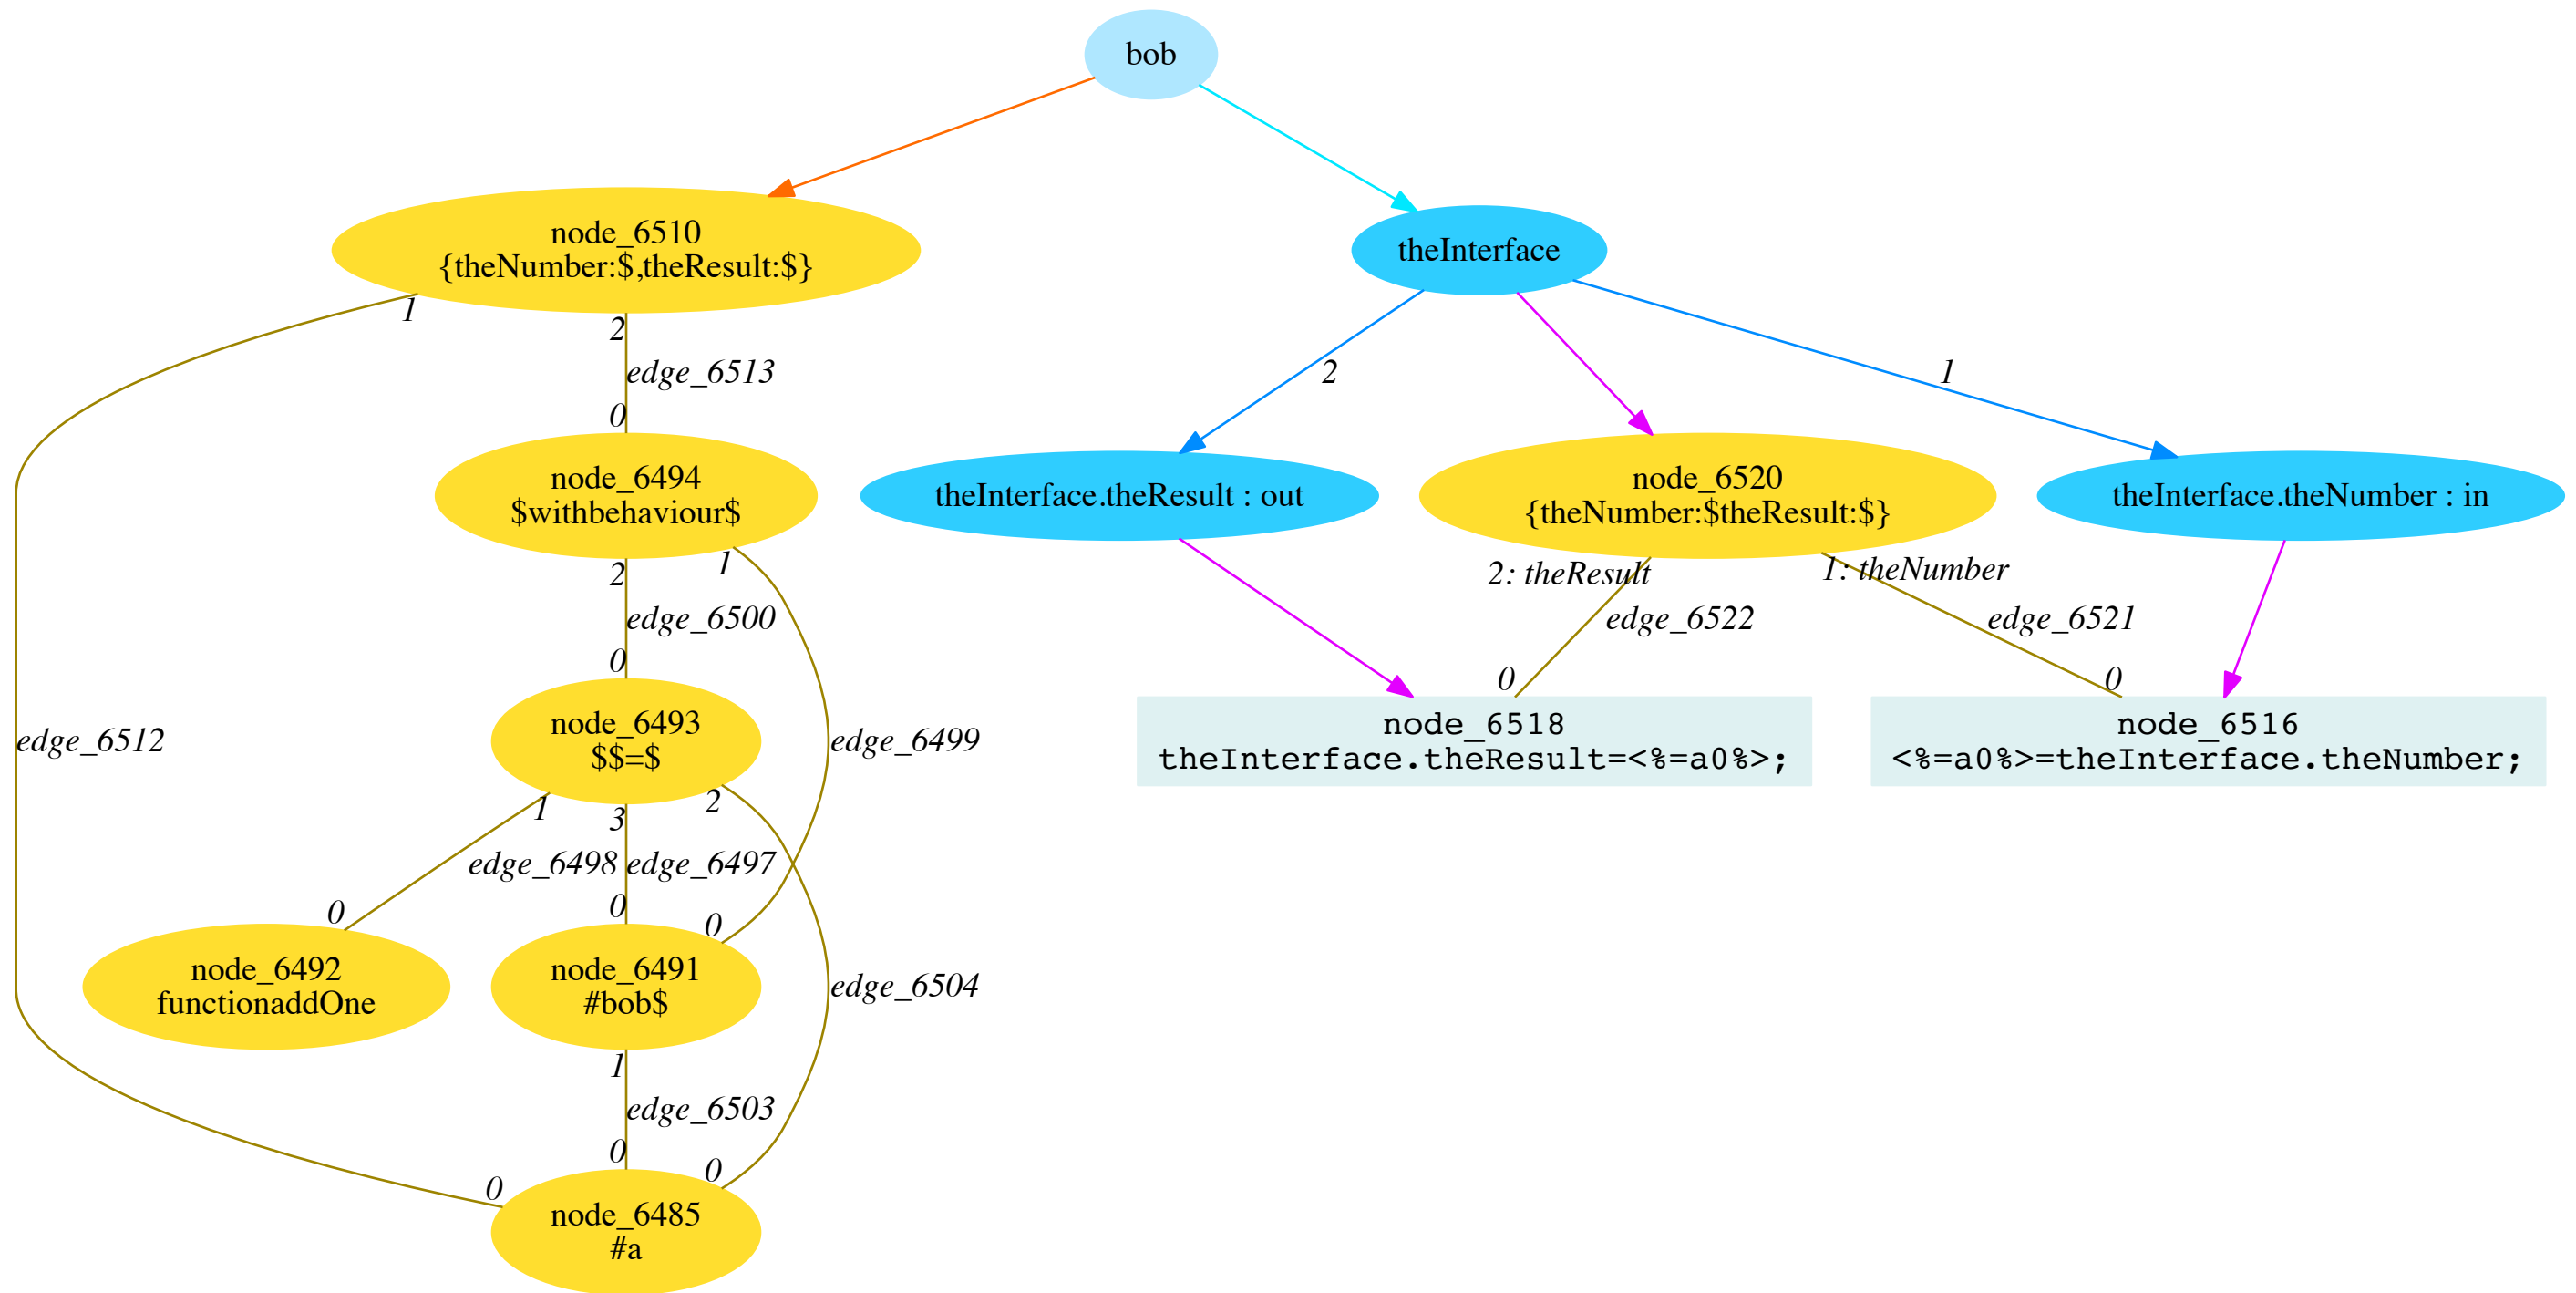 bob
node_6510
{theNumber:$,theResult:$}
theInterface
1
2
edge_6513
0
2
1
node_6494
$withbehaviour$
theInterface.theResult : out
node_6520
{theNumber:$theResult:$}
theInterface.theNumber : in
2
1
edge_6500
0
2: theResult
1: theNumber
edge_6522
edge_6521
0
0
edge_6512
node_6493
$$=$
edge_6499
node_6518
theInterface.theResult=<%=a0%>;
node_6516
<%=a0%>=theInterface.theNumber;
1
3
2
edge_6498
edge_6497
0
0
0
node_6492
functionaddOne
node_6491
#bob$
edge_6504
1
edge_6503
0
0
0
node_6485
#a